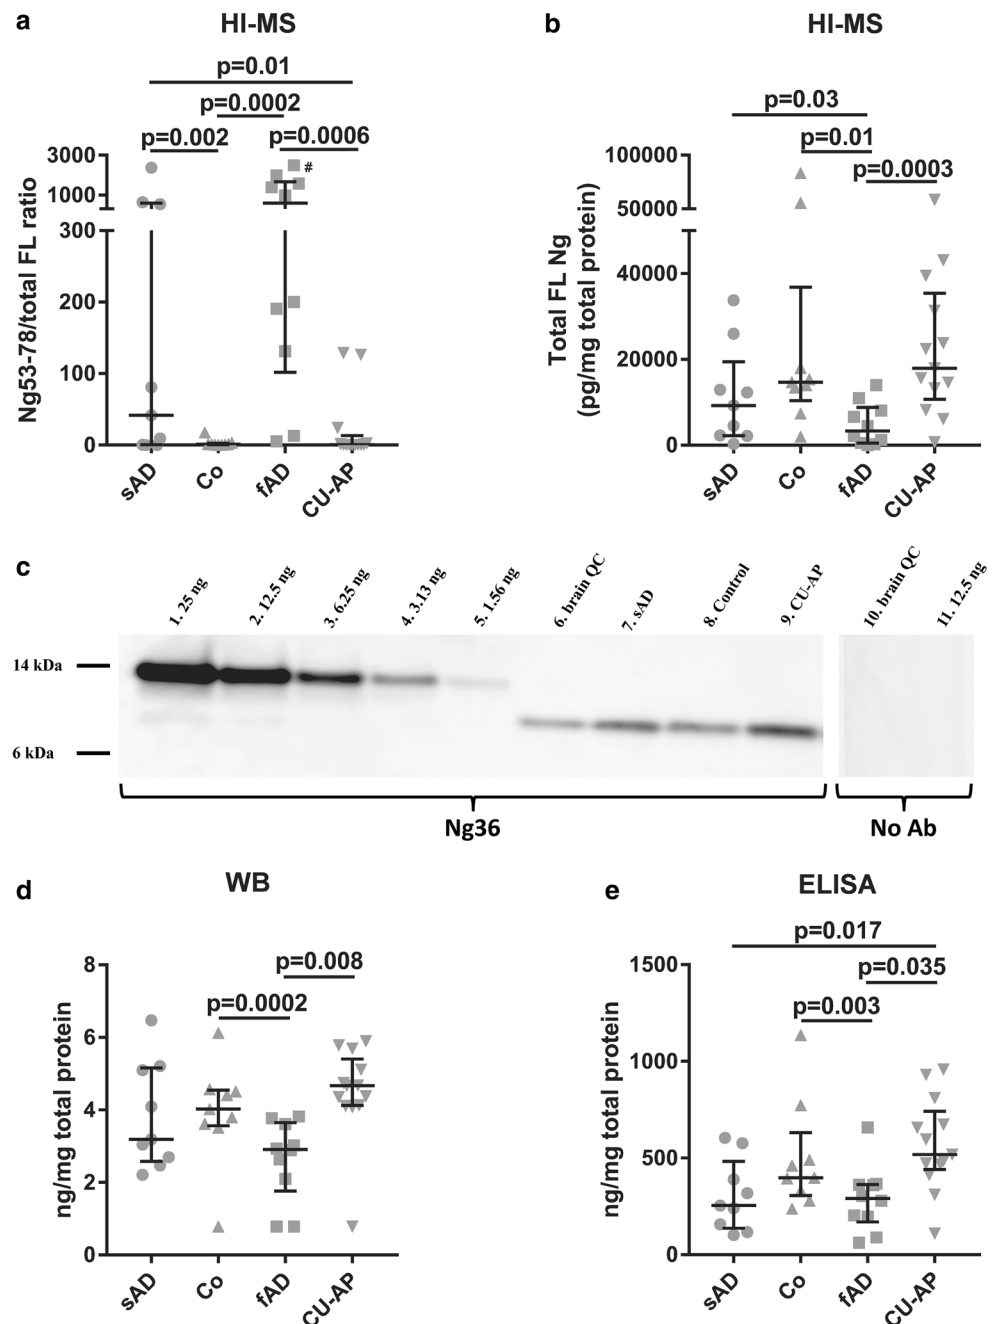 a
HI-MS
p=0.01
p=0.0002
p=0.002
p=0.0006
#
Ng53-78/total FL ratio
3000
1000
300
200
100
0
sAD
Co
fAD
CU-AP
b
HI-MS
p=0.03
p=0.01
p=0.0003
Total FL Ng
(pg/mg total protein)
100000
50000
40000
20000
0
sAD
Co
fAD
CU-AP
c
1. 25 ng
2. 12.5 ng
3. 6.25 ng
4. 3.13 ng
5. 1.56 ng
6. brain QC
7. sAD
8. Control
9. CU-AP
10. brain QC
11. 12.5 ng
14 kDa
6 kDa
Ng36
No Ab
d
WB
p=0.008
p=0.0002
ng/mg total protein
8
6
4
2
0
sAD
Co
fAD
CU-AP
e
ELISA
p=0.017
p=0.035
p=0.003
ng/mg total protein
1500
1000
500
0
sAD
Co
fAD
CU-AP